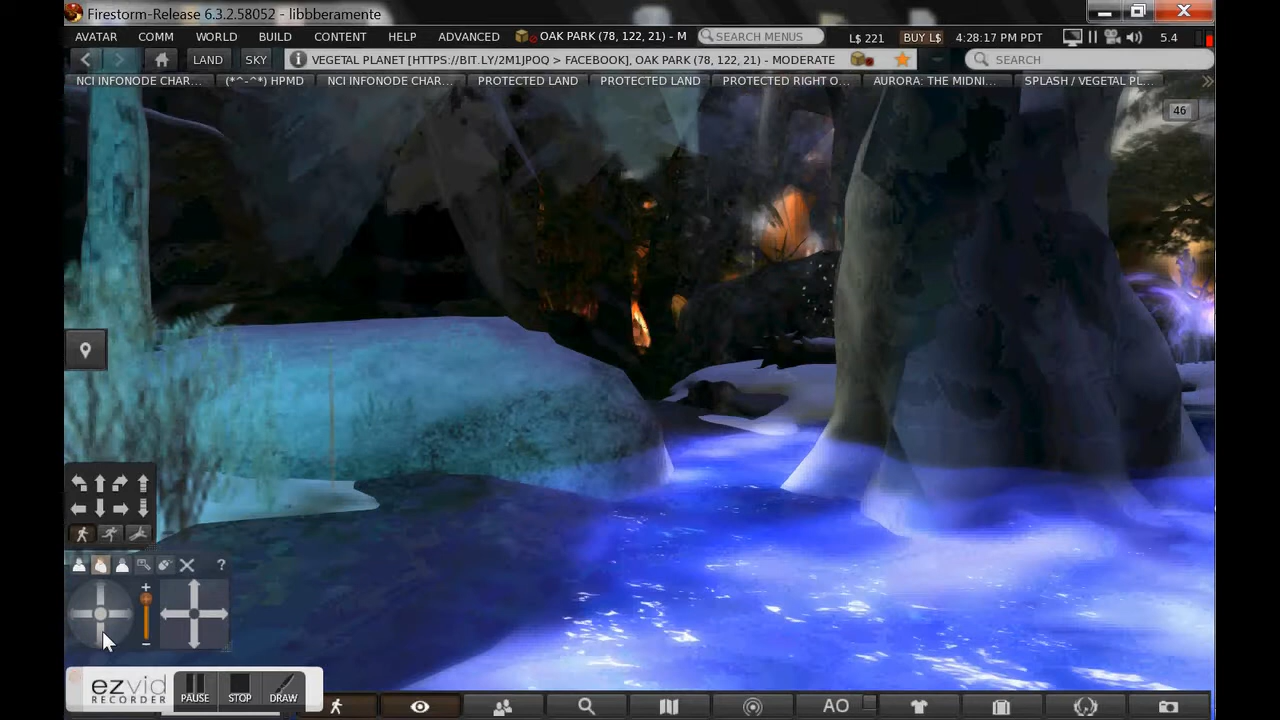 Firestorm-Release 6.3.2.58052 - libbberamente
AVATAR COMM WORLD BUILD CONTENT HELP ADVANCED OAK PARK (78, 122, 21) - M SEARCH MENUS L$ 221 BUY L$ 4:28:17 PM PDT 5.4
LAND SKY VEGETAL PLANET [HTTPS://BIT.LY/2N1JPOQ > FACEBOOK], OAK PARK (78, 122, 21) - MODERATE SEARCH
NCI INFONODE CHAR... (*^-^*) HPMD NCI INFONODE CHAR... PROTECTED LAND PROTECTED LAND PROTECTED RIGHT O... AURORA: THE MIDNI... SPLASH / VEGETAL PL...
46
?
ezvid
RECORDER
PAUSE STOP DRAW
AO